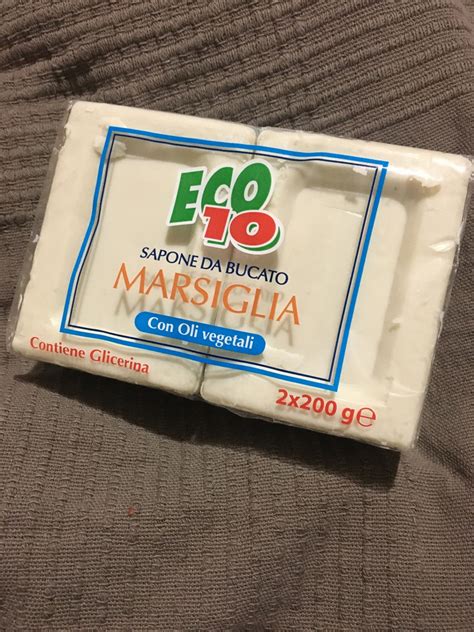 ECO
10
SAPONE DA BUCATO
MARSIGLIA
Con Oli vegetali
Contiene Glicerina
2x200 g℮